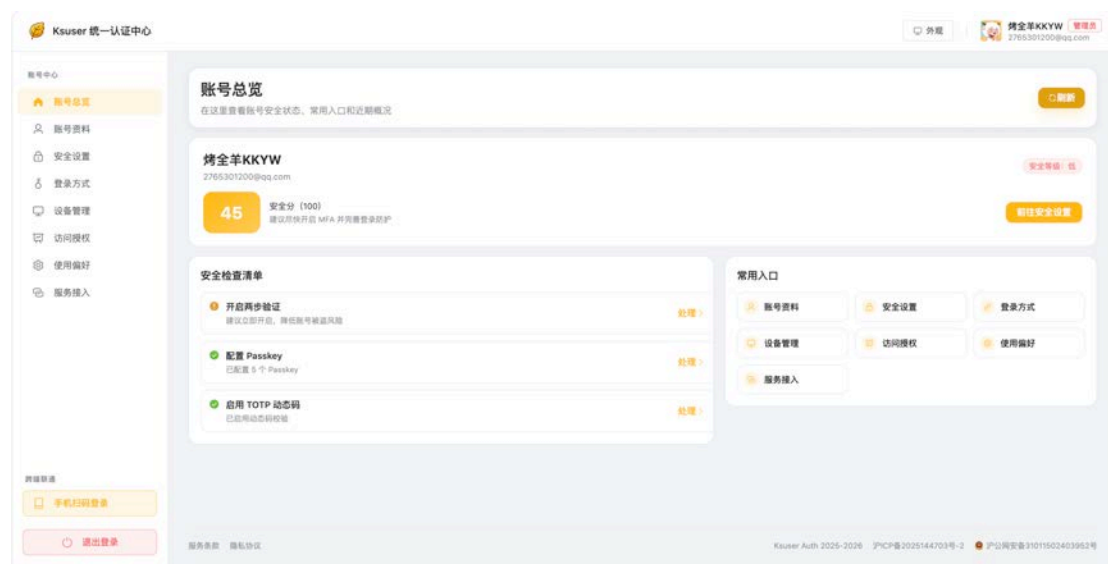 Ksuser 统一认证中心
外观
烤全羊KKYW 管理员
2765301200@qq.com
账号中心
账号总览
账号资料
安全设置
登录方式
设备管理
访问授权
使用偏好
服务接入
跨端联通
手机扫码登录
退出登录
账号总览
在这里查看账号安全状态、常用入口和近期概况
刷新
烤全羊KKYW
2765301200@qq.com
安全等级: 低
45
安全分（100）
建议尽快开启 MFA 并完善登录防护
前往安全设置
安全检查清单
开启两步验证
建议立即开启，降低账号被盗风险
处理
配置 Passkey
已配置 5 个 Passkey
处理
启用 TOTP 动态码
已启用动态码校验
处理
常用入口
账号资料
安全设置
登录方式
设备管理
访问授权
使用偏好
服务接入
服务条款 隐私协议
Ksuser Auth 2025-2026 沪ICP备2025144703号-2 沪公网安备31011502403952号